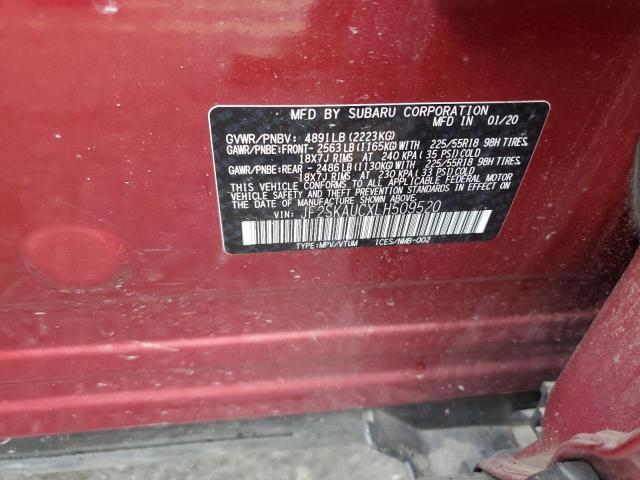 MFD BY SUBARU CORPORATION
MFD IN 01/20
GVWR/PNBV: 4891LB(2223KG)
GAWR/PNBE:FRONT- 2563LB(1165KG)WITH 225/55R18 98H TIRES,
18X7J RIMS AT 240 KPA(35 PSI)COLD
GAWR/PNBE:REAR - 2486LB(1130KG)WITH 225/55R18 98H TIRES,
18X7J RIMS AT 230 KPA(33 PSI)COLD
THIS VEHICLE CONFORMS TO ALL APPLICABLE FEDERAL MOTOR
VEHICLE SAFETY AND THEFT PREVENTION STANDARDS IN
EFFECT ON THE DATE OF MANUFACTURE SHOWN ABOVE.
VIN: JF2SKAUCXLH509520
TYPE:MPV/VTUM ICES/NMB-002